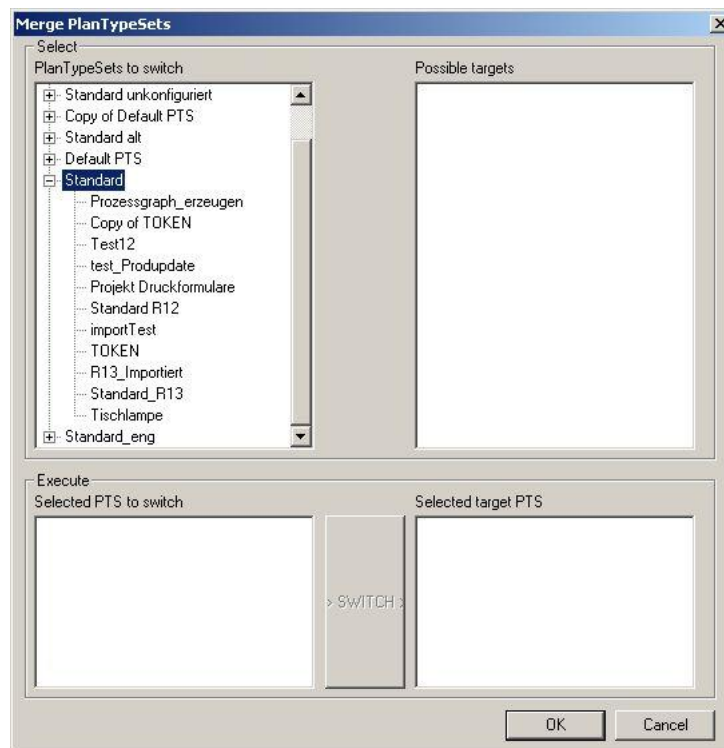 Merge PlanTypeSets
Select
PlanTypeSets to switch
Possible targets
Standard unkonfiguriert
Copy of Default PTS
Standard alt
Default PTS
Standard
Prozessgraph_erzeugen
Copy of TOKEN
Test12
test_Produpdate
Projekt Druckformulare
Standard R12
importTest
TOKEN
R13_Importiert
Standard_R13
Tischlampe
Standard_eng
Execute
Selected PTS to switch
Selected target PTS
> SWITCH >
OK
Cancel